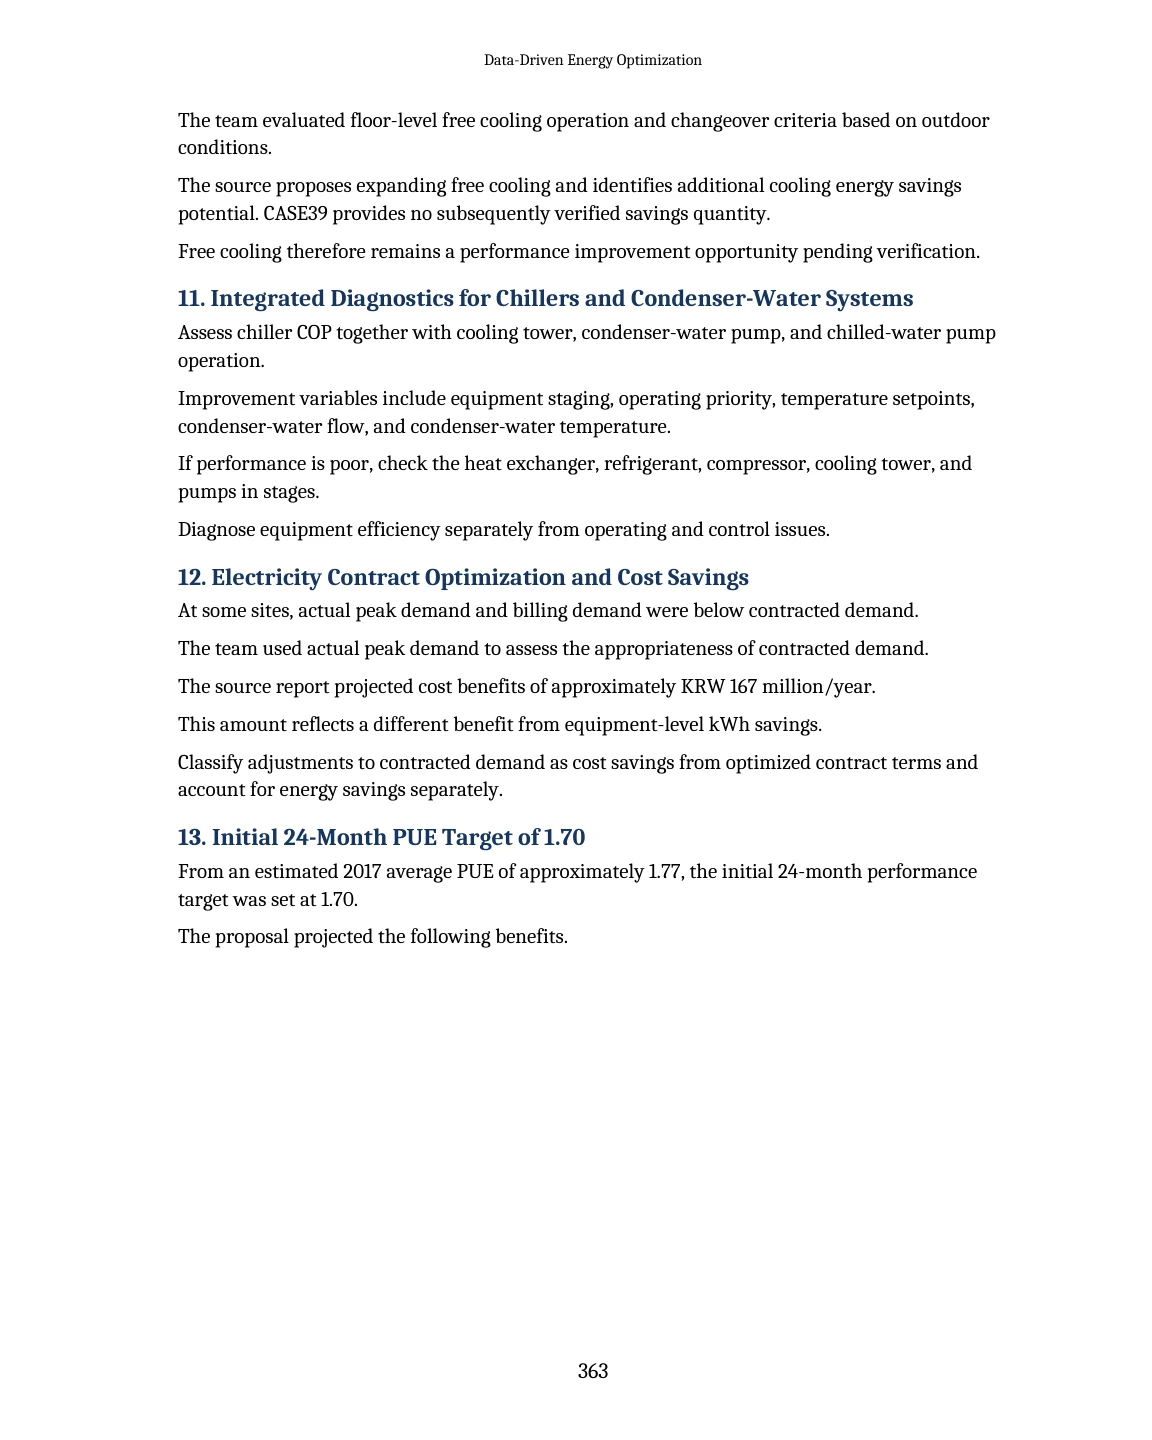 Data-Driven Energy Optimization
The team evaluated floor-level free cooling operation and changeover criteria based on outdoor
conditions.
The source proposes expanding free cooling and identifies additional cooling energy savings
potential. CASE39 provides no subsequently verified savings quantity.
Free cooling therefore remains a performance improvement opportunity pending verification.
11. Integrated Diagnostics for Chillers and Condenser-Water Systems
Assess chiller COP together with cooling tower, condenser-water pump, and chilled-water pump
operation.
Improvement variables include equipment staging, operating priority, temperature setpoints,
condenser-water flow, and condenser-water temperature.
If performance is poor, check the heat exchanger, refrigerant, compressor, cooling tower, and
pumps in stages.
Diagnose equipment efficiency separately from operating and control issues.
12. Electricity Contract Optimization and Cost Savings
At some sites, actual peak demand and billing demand were below contracted demand.
The team used actual peak demand to assess the appropriateness of contracted demand.
The source report projected cost benefits of approximately KRW 167 million/year.
This amount reflects a different benefit from equipment-level kWh savings.
Classify adjustments to contracted demand as cost savings from optimized contract terms and
account for energy savings separately.
13. Initial 24-Month PUE Target of 1.70
From an estimated 2017 average PUE of approximately 1.77, the initial 24-month performance
target was set at 1.70.
The proposal projected the following benefits.
363